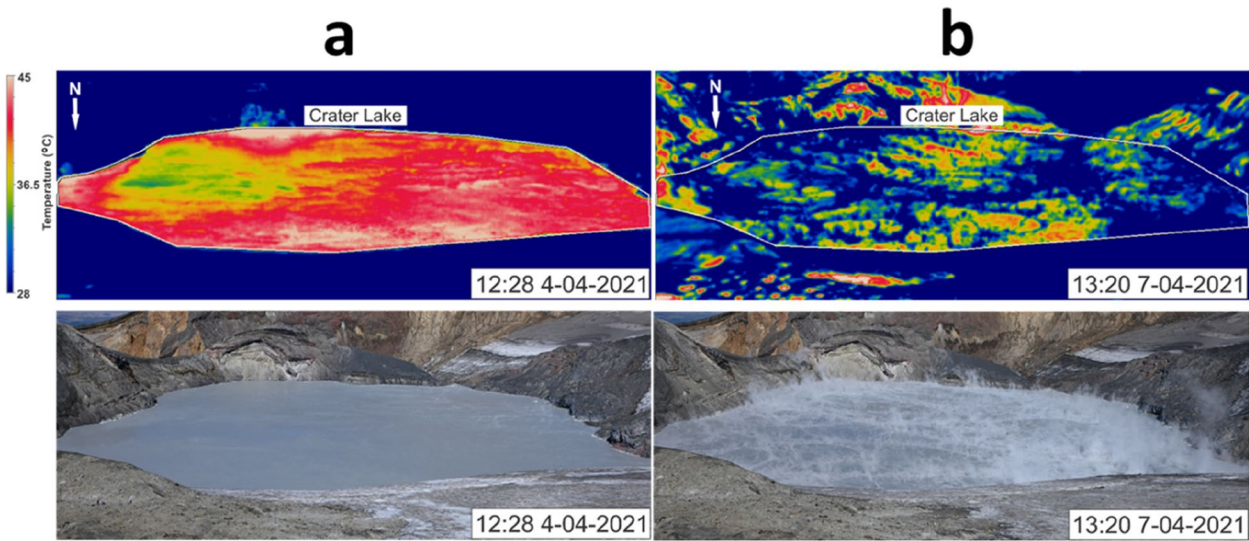 a
b
45
36.5
28
Temperature (ºC)
N
Crater Lake
12:28 4-04-2021
N
Crater Lake
13:20 7-04-2021
12:28 4-04-2021
13:20 7-04-2021